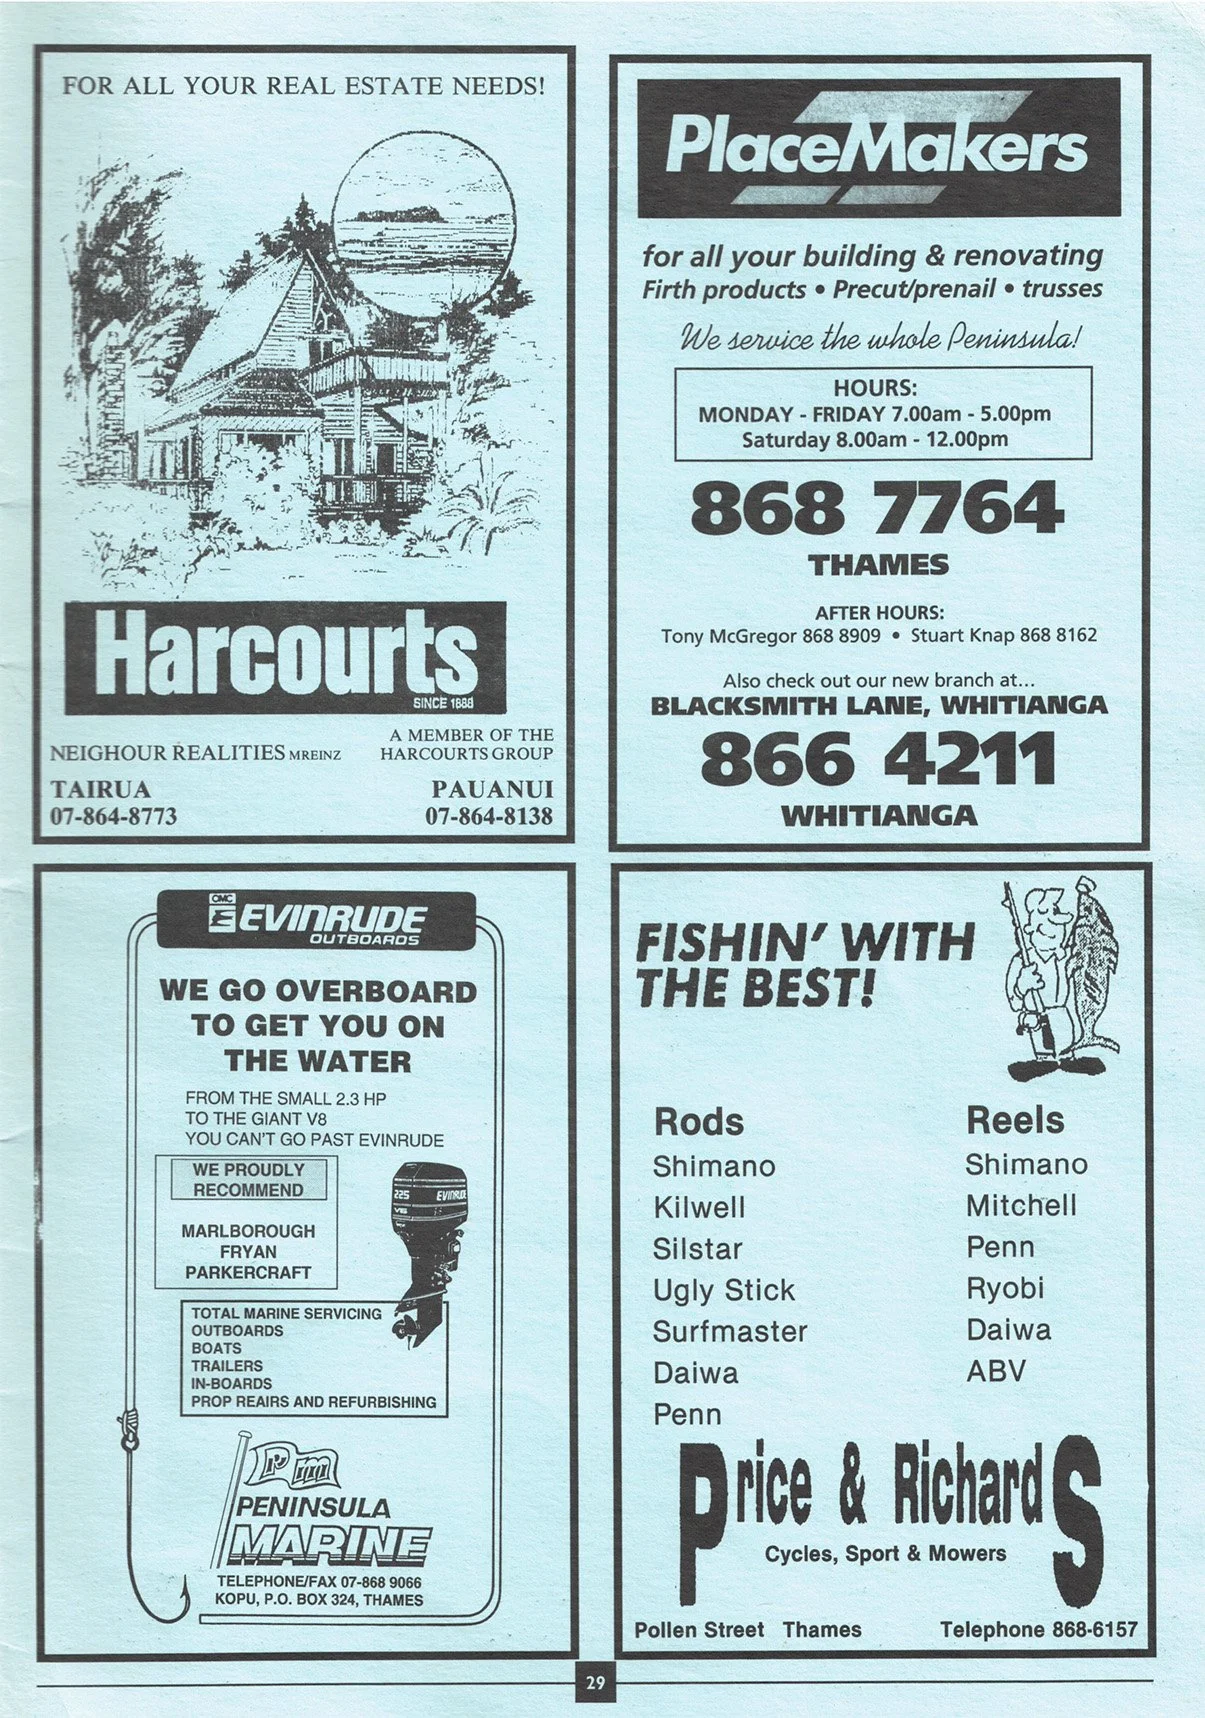 FOR ALL YOUR REAL ESTATE NEEDS!
Harcourts
SINCE 1888
NEIGHOUR REALITIES MREINZ
A MEMBER OF THE
HARCOURTS GROUP
TAIRUA
07-864-8773
PAUANUI
07-864-8138
PlaceMakers
for all your building & renovating
Firth products • Precut/prenail • trusses
We service the whole Peninsula!
HOURS:
MONDAY - FRIDAY 7.00am - 5.00pm
Saturday 8.00am - 12.00pm
868 7764
THAMES
AFTER HOURS:
Tony McGregor 868 8909 • Stuart Knap 868 8162
Also check out our new branch at...
BLACKSMITH LANE, WHITIANGA
866 4211
WHITIANGA
OMC
EVINRUDE
OUTBOARDS
WE GO OVERBOARD
TO GET YOU ON
THE WATER
FROM THE SMALL 2.3 HP
TO THE GIANT V8
YOU CAN'T GO PAST EVINRUDE
WE PROUDLY
RECOMMEND
MARLBOROUGH
FRYAN
PARKERCRAFT
225 EVINRUDE
V6
TOTAL MARINE SERVICING
OUTBOARDS
BOATS
TRAILERS
IN-BOARDS
PROP REAIRS AND REFURBISHING
Pm
PENINSULA
MARINE
TELEPHONE/FAX 07-868 9066
KOPU, P.O. BOX 324, THAMES
FISHIN' WITH
THE BEST!
Rods
Shimano
Kilwell
Silstar
Ugly Stick
Surfmaster
Daiwa
Penn
Reels
Shimano
Mitchell
Penn
Ryobi
Daiwa
ABV
Price & RichardS
Cycles, Sport & Mowers
Pollen Street Thames
Telephone 868-6157
29